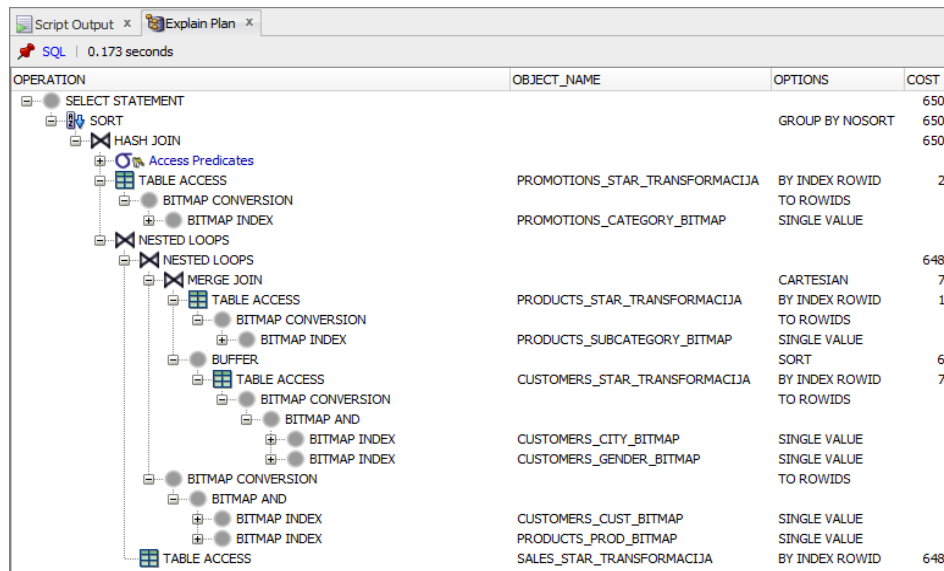 Script Output x Explain Plan x
SQL | 0.173 seconds
OPERATION OBJECT_NAME OPTIONS COST
SELECT STATEMENT 650
SORT GROUP BY NOSORT 650
HASH JOIN 650
Access Predicates
TABLE ACCESS PROMOTIONS_STAR_TRANSFORMACIJA BY INDEX ROWID 2
BITMAP CONVERSION TO ROWIDS
BITMAP INDEX PROMOTIONS_CATEGORY_BITMAP SINGLE VALUE
NESTED LOOPS
NESTED LOOPS 648
MERGE JOIN CARTESIAN 7
TABLE ACCESS PRODUCTS_STAR_TRANSFORMACIJA BY INDEX ROWID 1
BITMAP CONVERSION TO ROWIDS
BITMAP INDEX PRODUCTS_SUBCATEGORY_BITMAP SINGLE VALUE
BUFFER SORT 6
TABLE ACCESS CUSTOMERS_STAR_TRANSFORMACIJA BY INDEX ROWID 7
BITMAP CONVERSION TO ROWIDS
BITMAP AND
BITMAP INDEX CUSTOMERS_CITY_BITMAP SINGLE VALUE
BITMAP INDEX CUSTOMERS_GENDER_BITMAP SINGLE VALUE
BITMAP CONVERSION TO ROWIDS
BITMAP AND
BITMAP INDEX CUSTOMERS_CUST_BITMAP SINGLE VALUE
BITMAP INDEX PRODUCTS_PROD_BITMAP SINGLE VALUE
TABLE ACCESS SALES_STAR_TRANSFORMACIJA BY INDEX ROWID 648